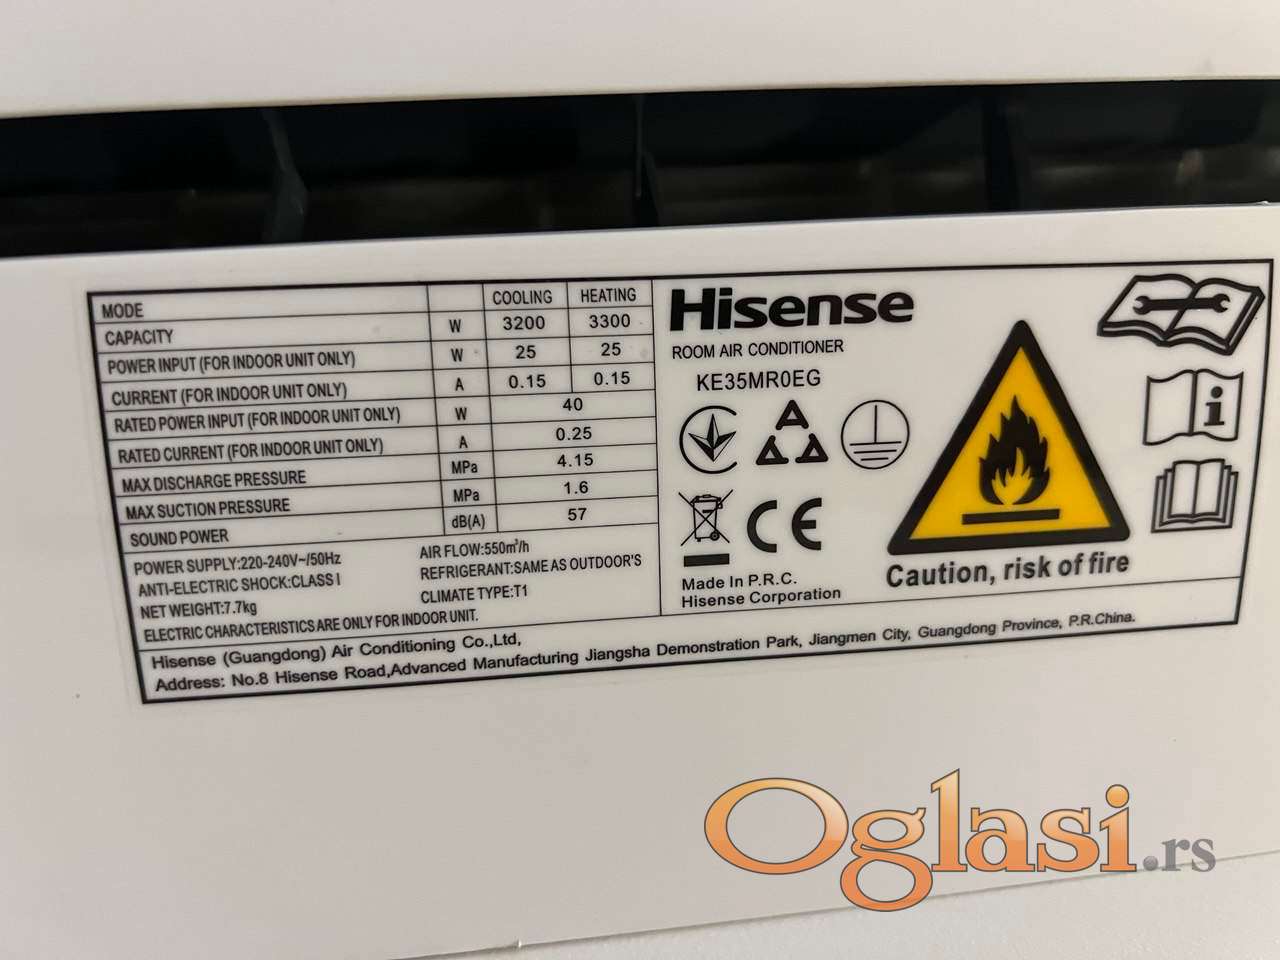 MODE COOLING HEATING
CAPACITY W 3200 3300
POWER INPUT (FOR INDOOR UNIT ONLY) W 25 25
CURRENT (FOR INDOOR UNIT ONLY) A 0.15 0.15
RATED POWER INPUT (FOR INDOOR UNIT ONLY) W 40
RATED CURRENT (FOR INDOOR UNIT ONLY) A 0.25
MAX DISCHARGE PRESSURE MPa 4.15
MAX SUCTION PRESSURE MPa 1.6
SOUND POWER dB(A) 57
POWER SUPPLY:220-240V~/50Hz AIR FLOW:550m³/h
ANTI-ELECTRIC SHOCK:CLASS I REFRIGERANT:SAME AS OUTDOOR'S
NET WEIGHT:7.7kg CLIMATE TYPE:T1
ELECTRIC CHARACTERISTICS ARE ONLY FOR INDOOR UNIT.
Hisense
ROOM AIR CONDITIONER
KE35MR0EG
CE
Made In P.R.C.
Hisense Corporation
Caution, risk of fire
Hisense (Guangdong) Air Conditioning Co.,Ltd,
Address: No.8 Hisense Road,Advanced Manufacturing Jiangsha Demonstration Park, Jiangmen City, Guangdong Province, P.R.China.
Oglasi.rs